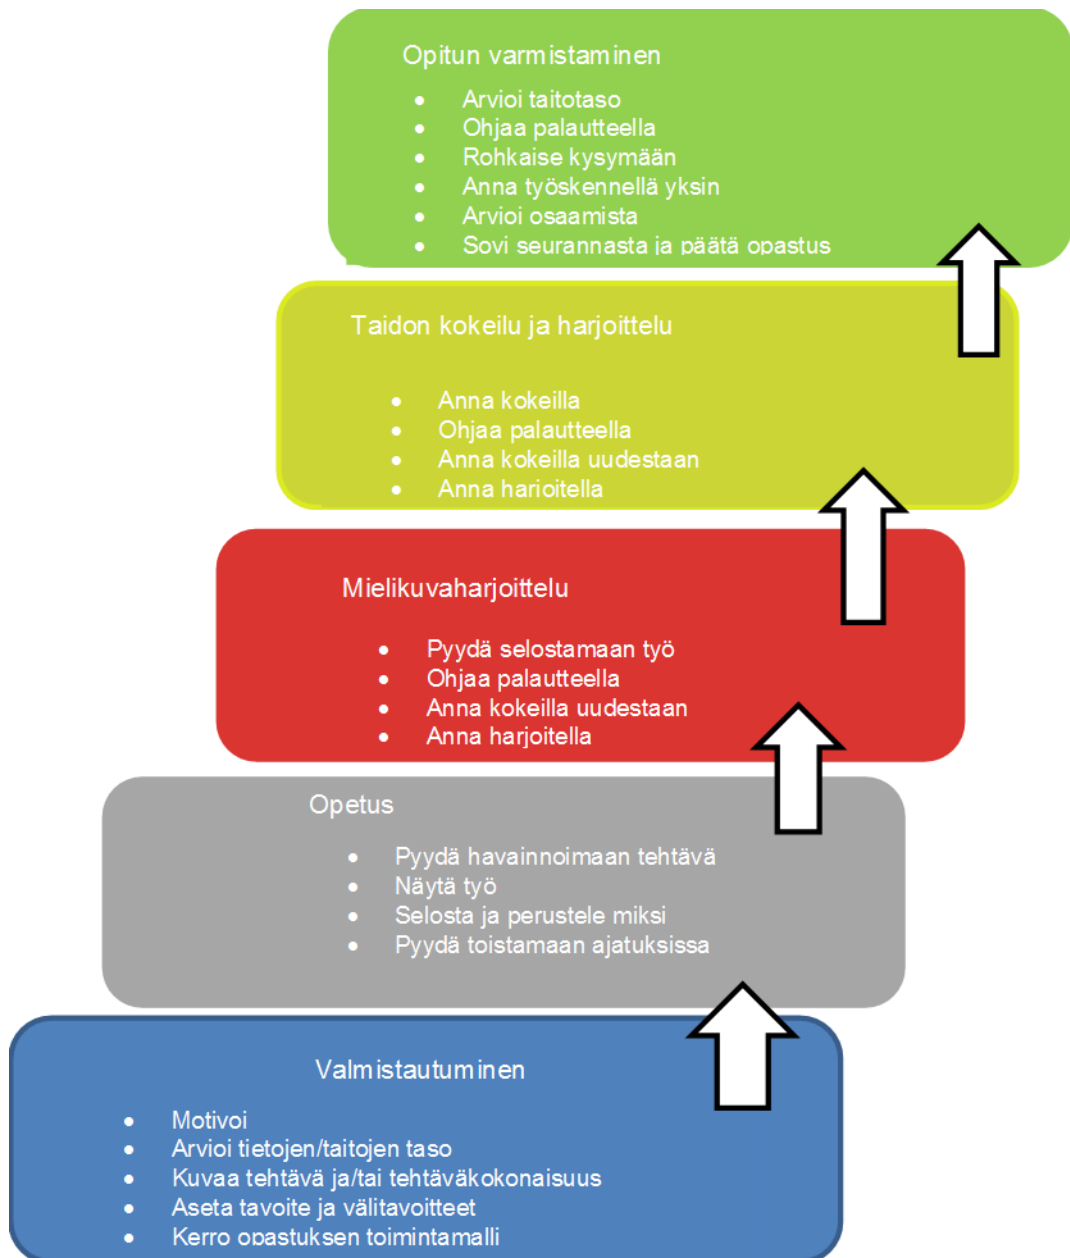 Opitun varmistaminen
• Arvioi taitotaso
• Ohjaa palautteella
• Rohkaise kysymään
• Anna työskennellä yksin
• Arvioi osaamista
• Sovi seurannasta ja päätä opastus
Taidon kokeilu ja harjoittelu
• Anna kokeilla
• Ohjaa palautteella
• Anna kokeilla uudestaan
• Anna harjoitella
Mielikuvaharjoittelu
• Pyydä selostamaan työ
• Ohjaa palautteella
• Anna kokeilla uudestaan
• Anna harjoitella
Opetus
• Pyydä havainnoimaan tehtävä
• Näytä työ
• Selosta ja perustele miksi
• Pyydä toistamaan ajatuksissa
Valmistautuminen
• Motivoi
• Arvioi tietojen/taitojen taso
• Kuvaa tehtävä ja/tai tehtäväkokonaisuus
• Aseta tavoite ja välitavoitteet
• Kerro opastuksen toimintamalli